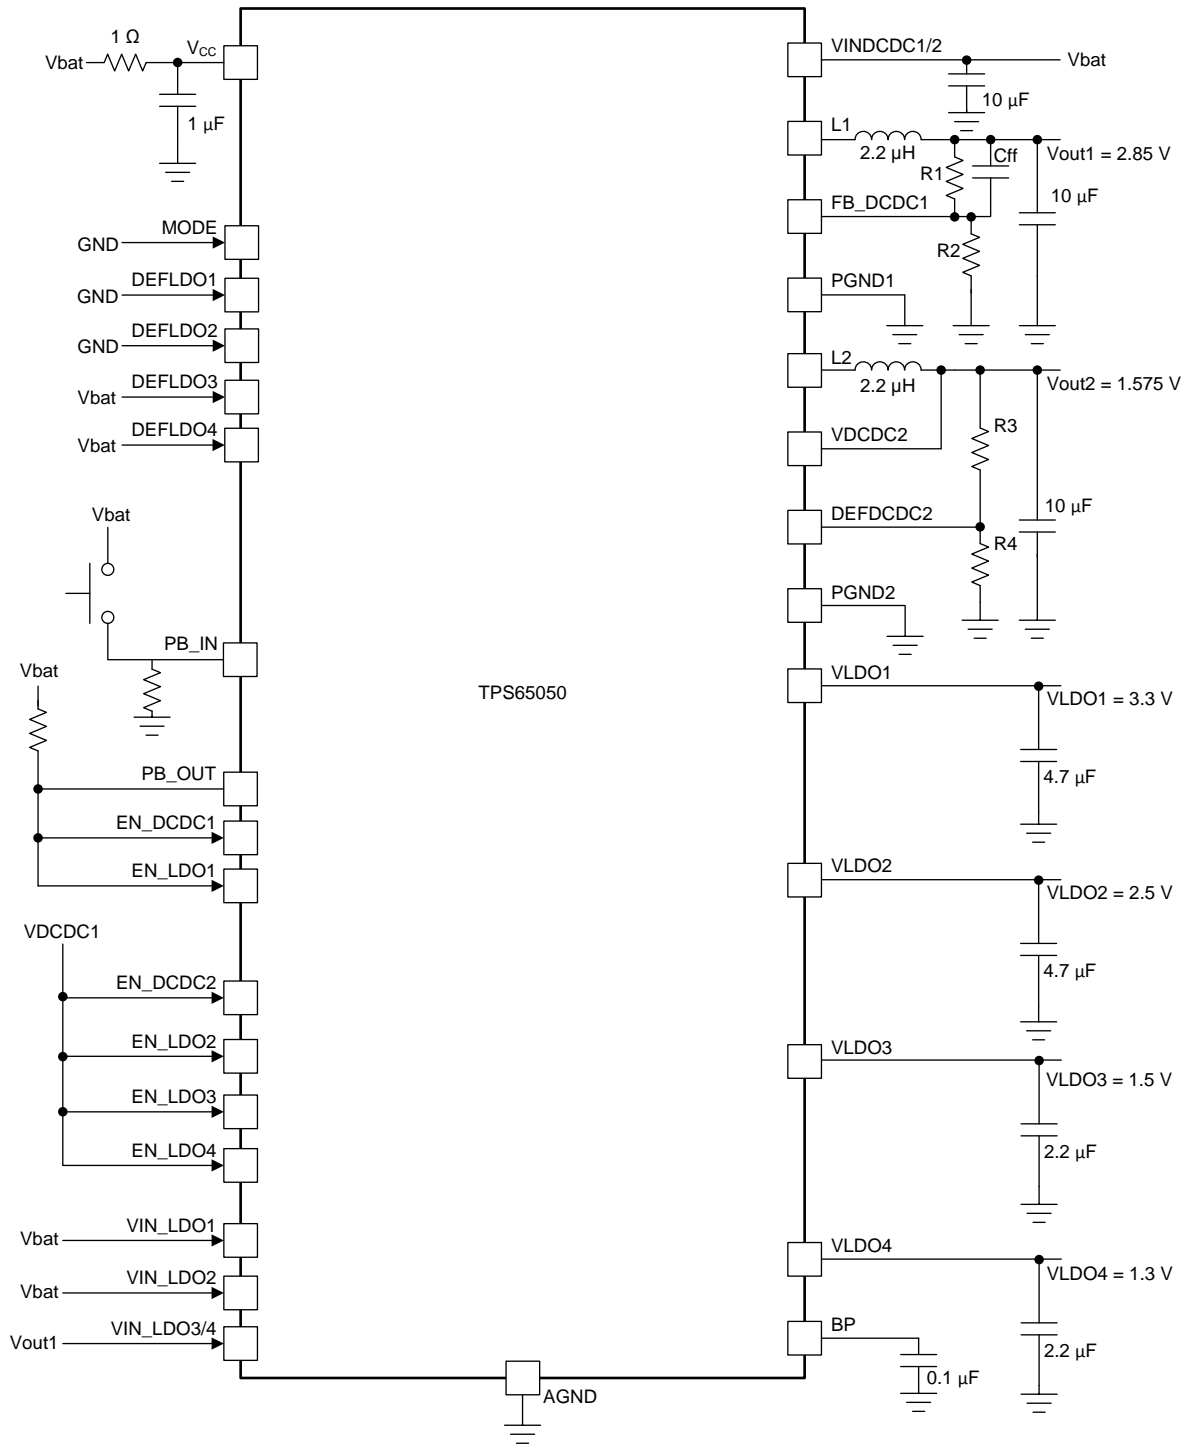 1 Ω
Vbat
VCC
1 µF
GND
MODE
GND
DEFLDO1
GND
DEFLDO2
Vbat
DEFLDO3
Vbat
DEFLDO4
Vbat
PB_IN
Vbat
PB_OUT
EN_DCDC1
EN_LDO1
VDCDC1
EN_DCDC2
EN_LDO2
EN_LDO3
EN_LDO4
Vbat
VIN_LDO1
Vbat
VIN_LDO2
Vout1
VIN_LDO3/4
TPS65050
AGND
VINDCDC1/2
Vbat
10 µF
L1
2.2 µH
R1
Cff
Vout1 = 2.85 V
10 µF
FB_DCDC1
R2
PGND1
L2
2.2 µH
Vout2 = 1.575 V
R3
VDCDC2
10 µF
DEFDCDC2
R4
PGND2
VLDO1
VLDO1 = 3.3 V
4.7 µF
VLDO2
VLDO2 = 2.5 V
4.7 µF
VLDO3
VLDO3 = 1.5 V
2.2 µF
VLDO4
VLDO4 = 1.3 V
2.2 µF
BP
0.1 µF